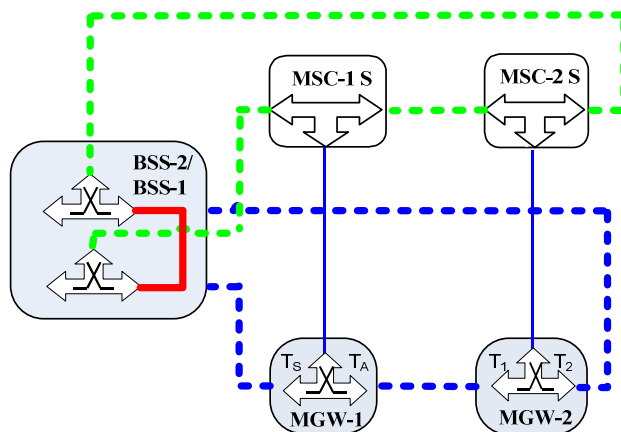 MSC-1 S
MSC-2 S
BSS-2/
BSS-1
TS
TA
MGW-1
T1
T2
MGW-2